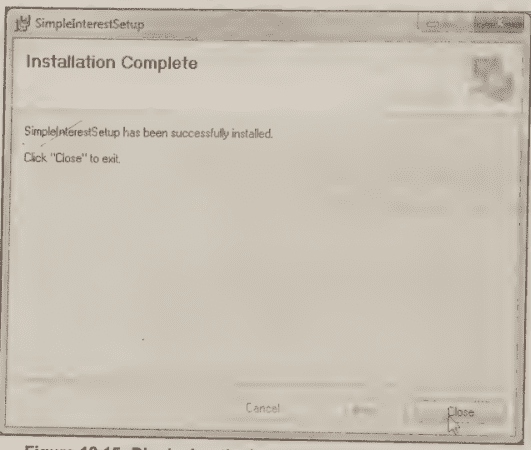 SimpleInterestSetup
Installation Complete
SimpleInterestSetup has been successfully installed.
Click "Close" to exit.
Cancel
Close